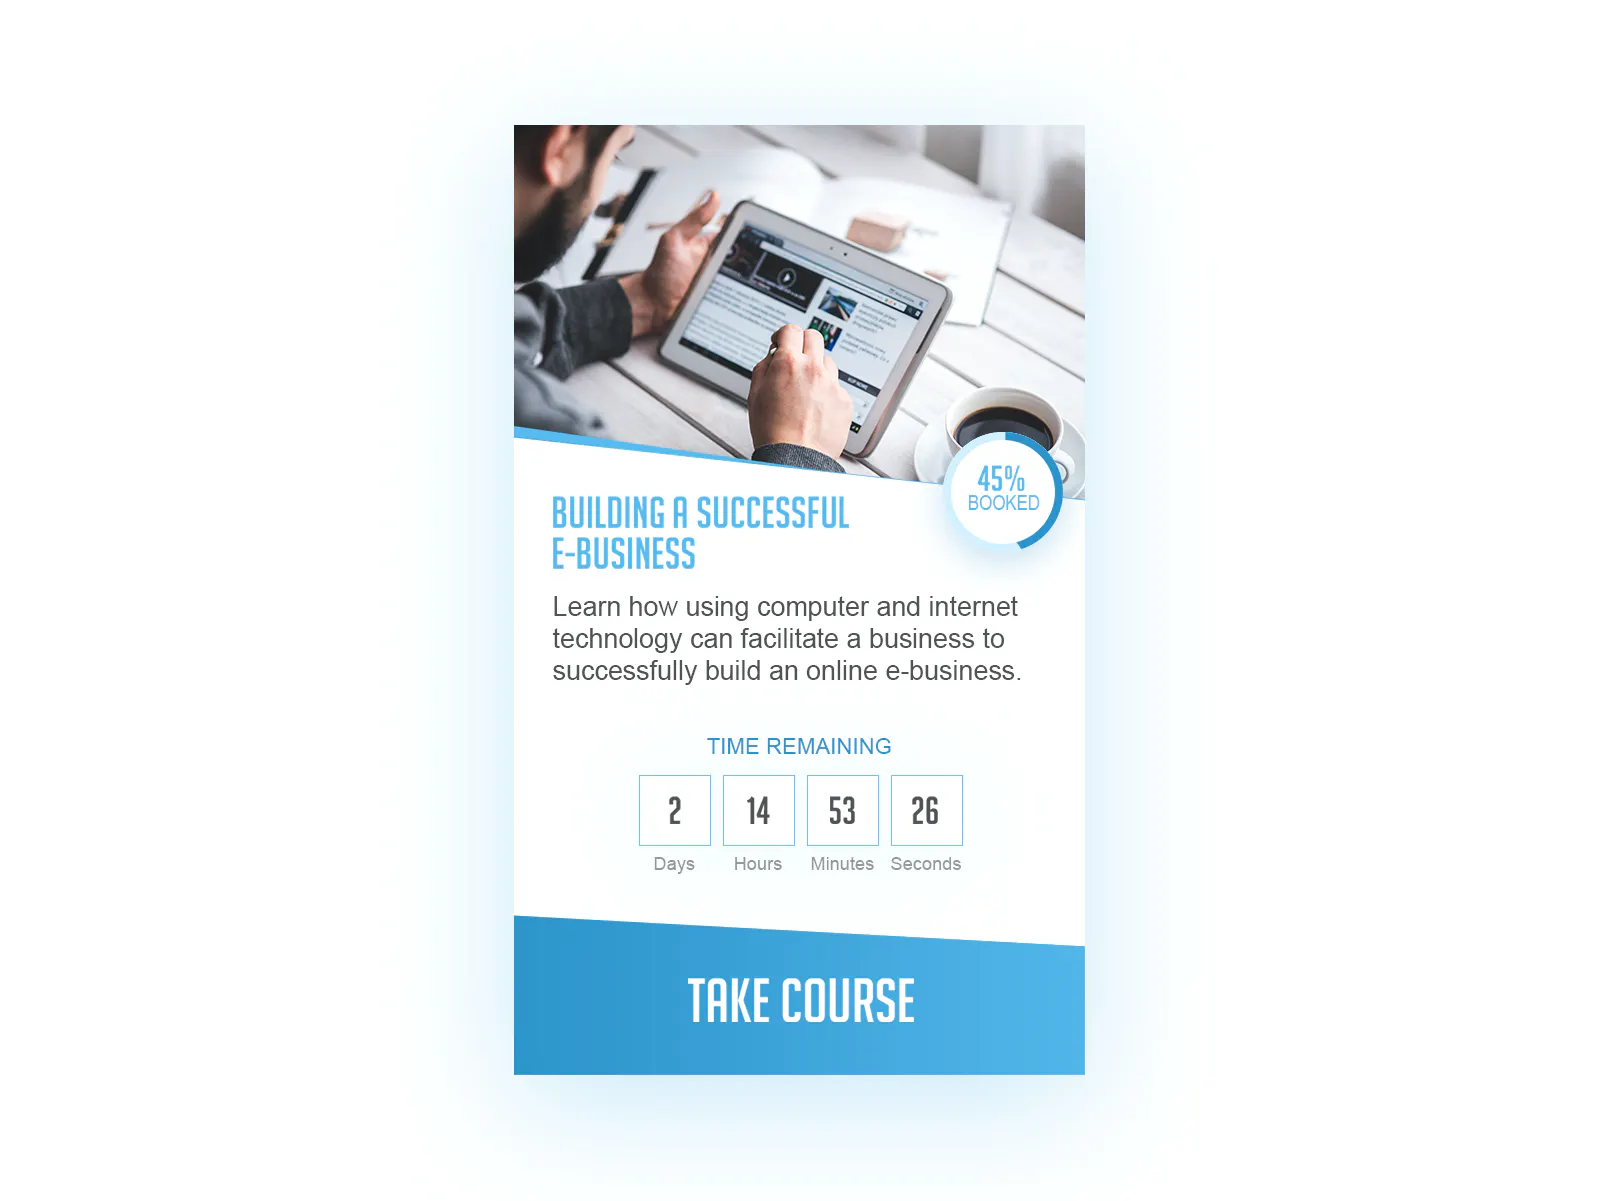 45%
BOOKED
BUILDING A SUCCESSFUL
E-BUSINESS
Learn how using computer and internet
technology can facilitate a business to
successfully build an online e-business.
TIME REMAINING
2 14 53 26
Days Hours Minutes Seconds
TAKE COURSE